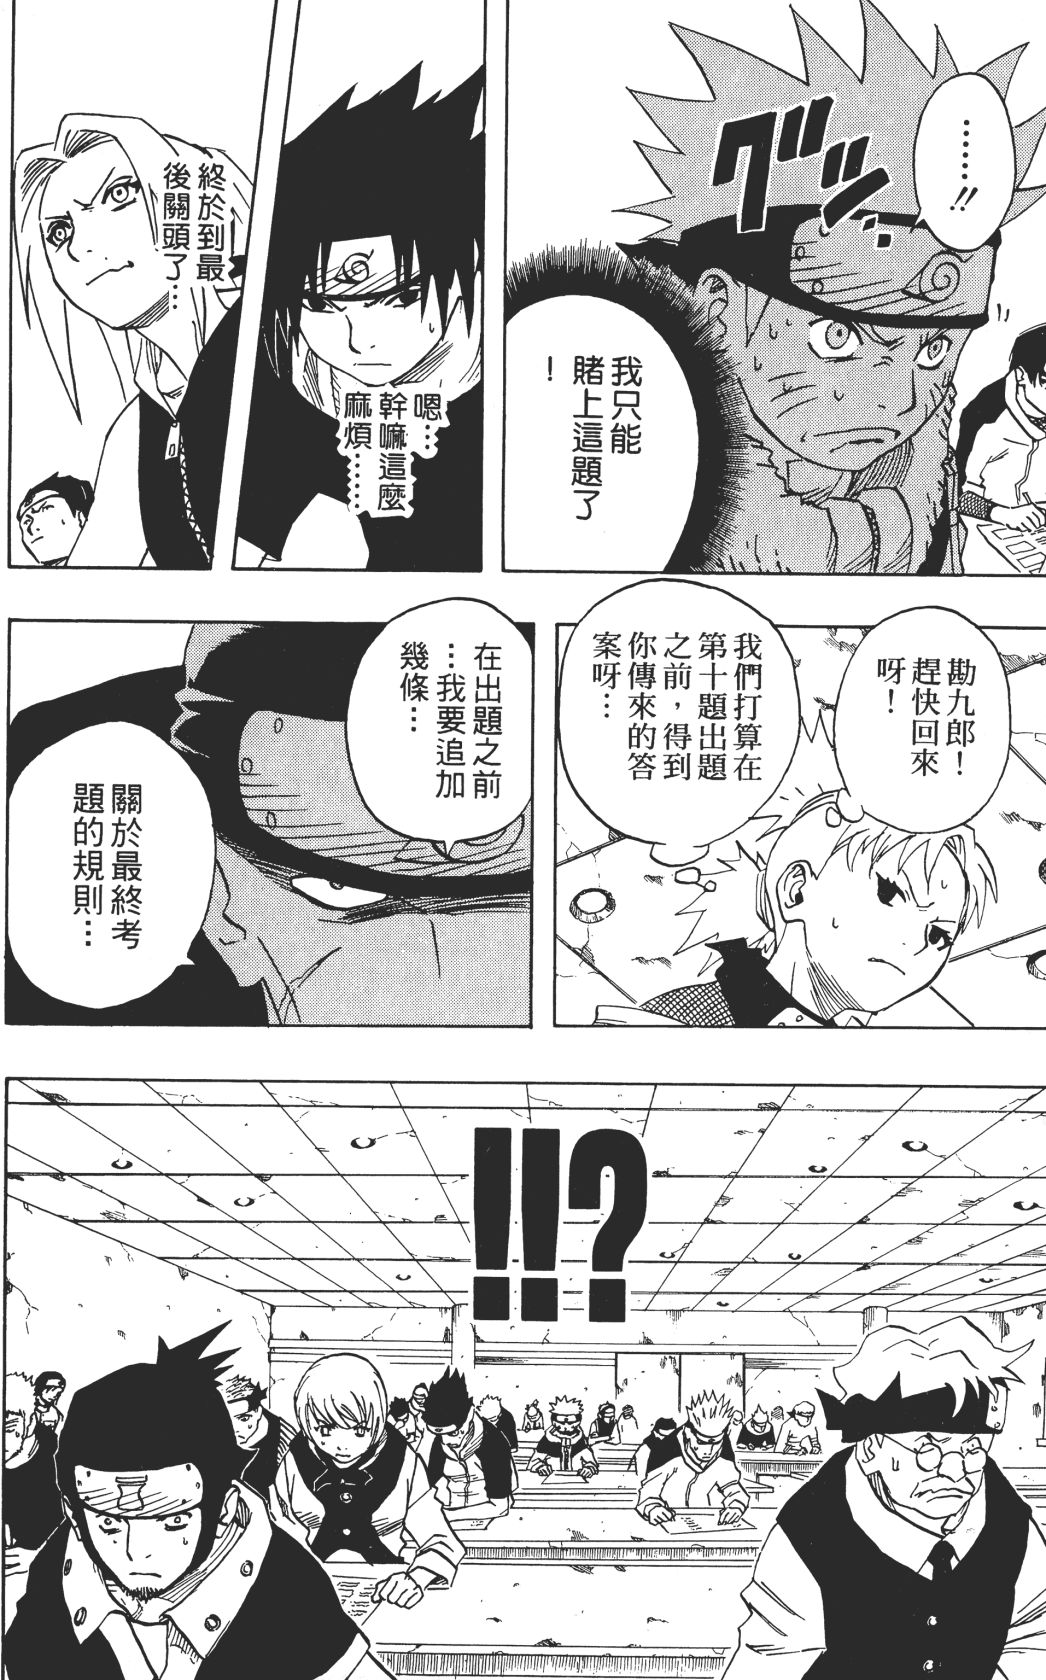 ……!!
グッ
我只能
賭上這題了
!
嗯…
幹嘛這麼
麻煩……
終於到最
後關頭了…
勘九郎!
趕快回來
呀!
我們打算在
第十題出題
之前,得到
你傳來的答
案呀…
在出題之前
…我要追加
幾條…
關於最終考
題的規則…
!!?